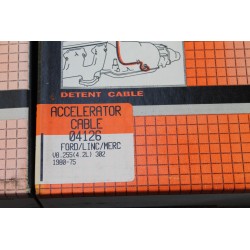 DETENT CABLE
ACCELERATOR
CABLE
04126
FORD/LINC/MERC
V8.255(4.2L) 302
1980-75